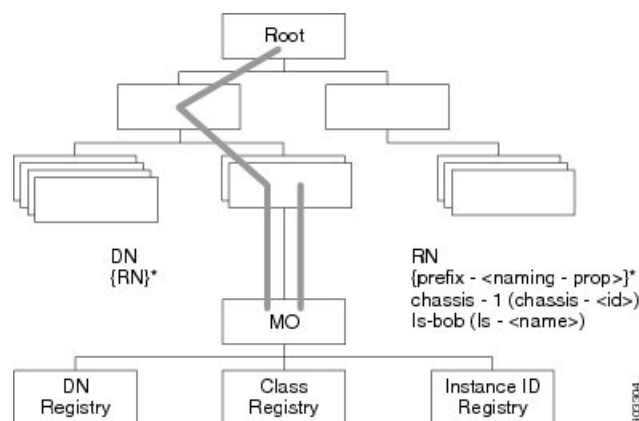 Root
DN
{RN}*
RN
{prefix - <naming - prop>}*
chassis - 1 (chassis - <id>)
ls-bob (ls - <name>)
MO
DN
Registry
Class
Registry
Instance ID
Registry